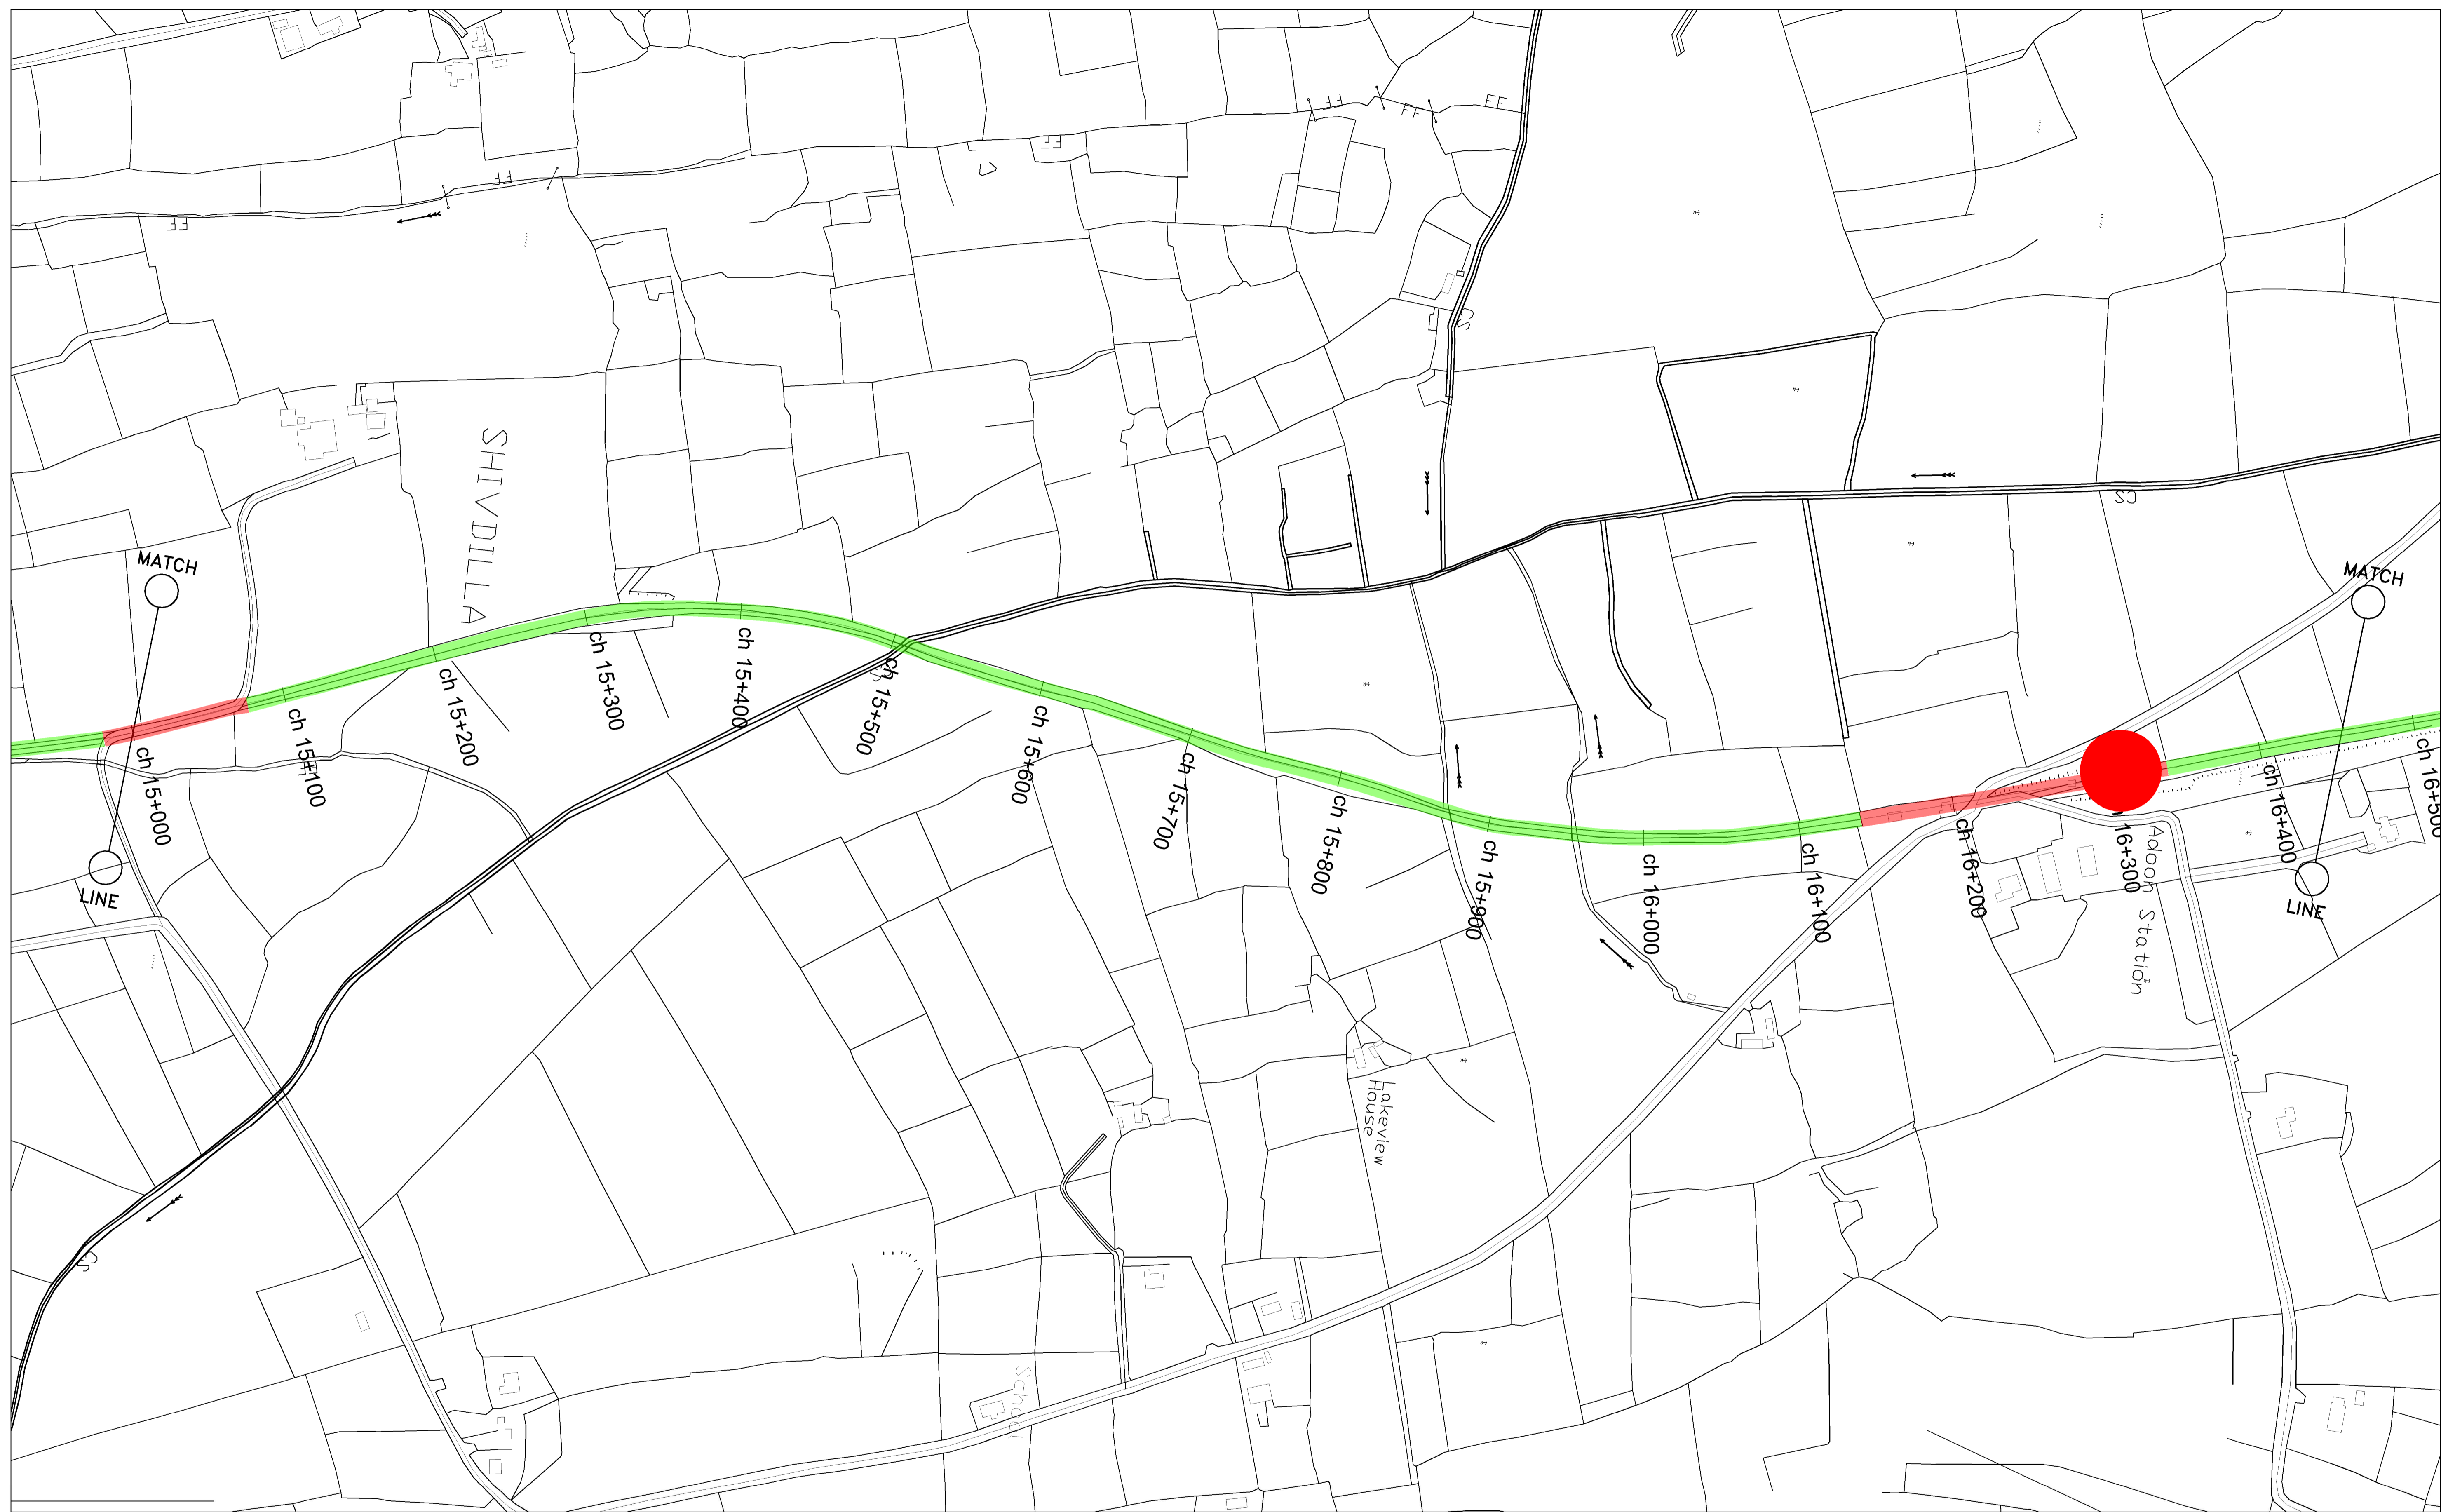 FF
FF
FF
FF
FF
FF
CS
SHIVDILLA
CS
MATCH
MATCH
ch 15+000
ch 15+100
ch 15+200
ch 15+300
ch 15+400
ch 15+500
ch 15+600
ch 15+700
ch 15+800
ch 15+900
ch 16+000
ch 16+100
ch 16+200
16+300
ch 16+400
ch 16+500
LINE
LINE
Adoon Station
Lakeview
House
School